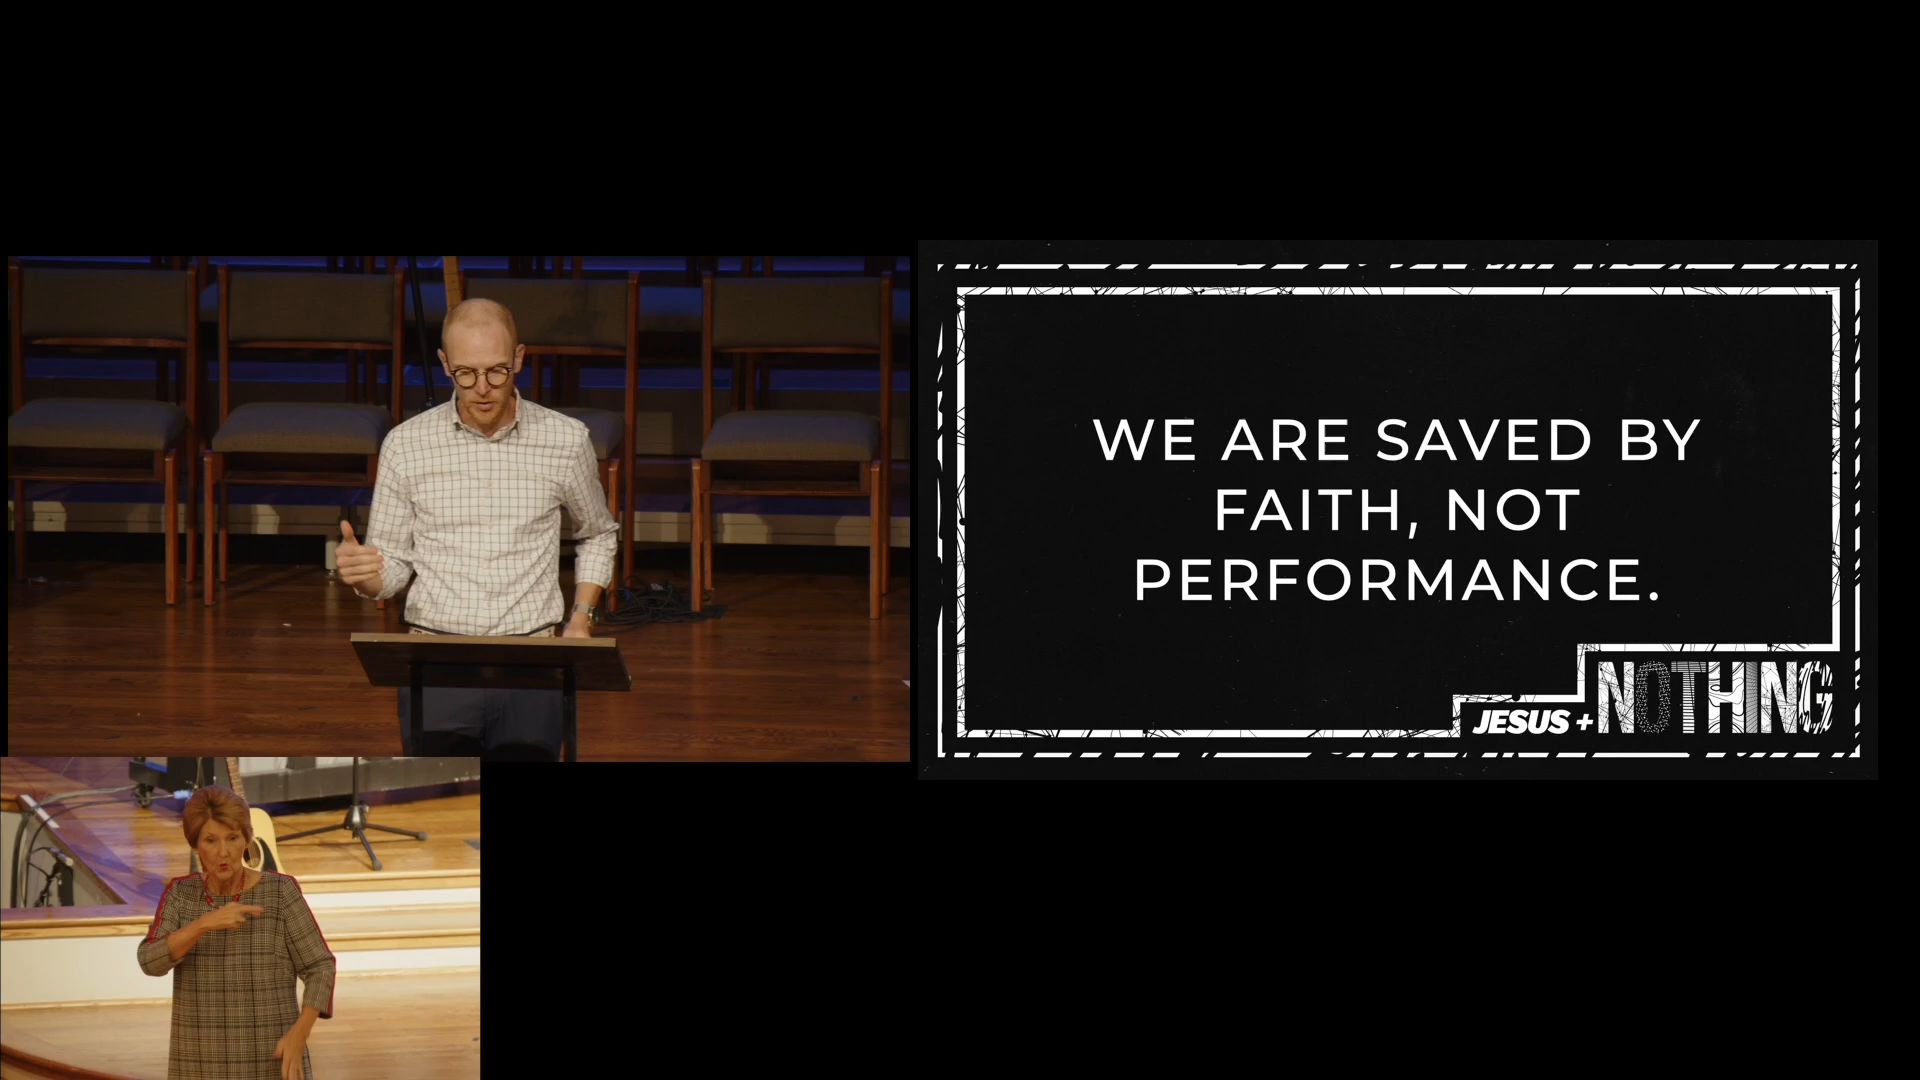 WE ARE SAVED BY
FAITH, NOT
PERFORMANCE.
JESUS + NOTHING